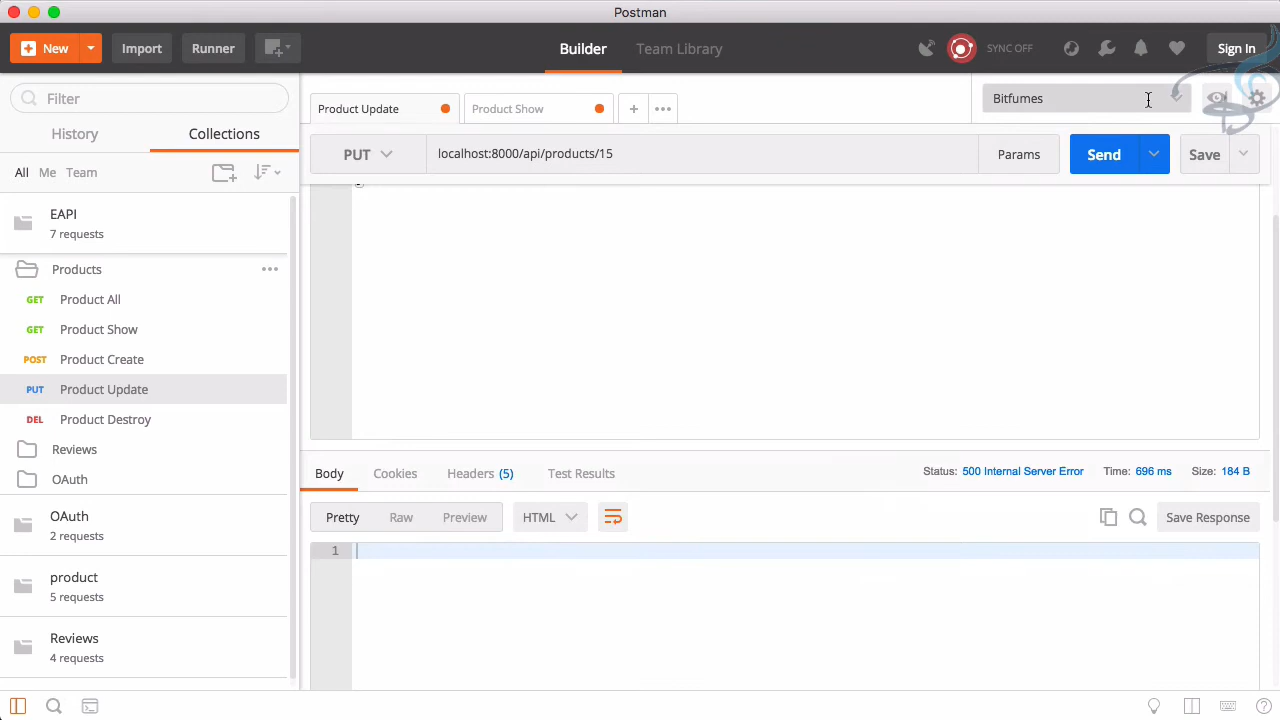 Postman
New
Import
Runner
Builder
Team Library
SYNC OFF
Sign In
Filter
History
Collections
All Me Team
EAPI
7 requests
Products
GET Product All
GET Product Show
POST Product Create
PUT Product Update
DEL Product Destroy
Reviews
OAuth
OAuth
2 requests
product
5 requests
Reviews
4 requests
Product Update
Product Show
Bitfumes
PUT
localhost:8000/api/products/15
Params
Send
Save
Body
Cookies
Headers (5)
Test Results
Status: 500 Internal Server Error Time: 696 ms Size: 184 B
Pretty
Raw
Preview
HTML
Save Response
1